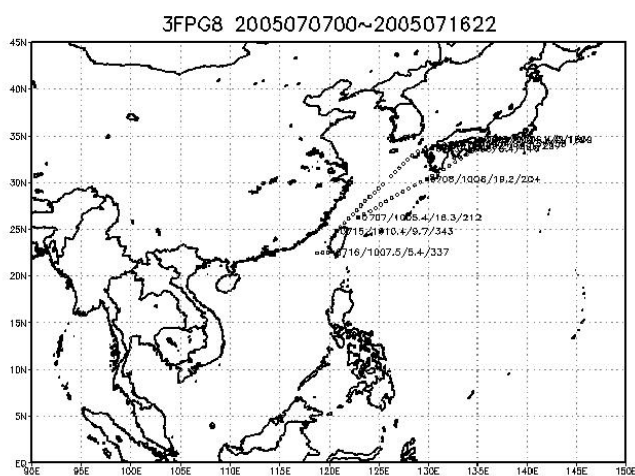 3FPG8 2005070700~2005071622
45N
40N
35N
30N
0708/1006/19.2/204
0707/1005.4/16.3/212
25N
0715/1010.4/9.7/343
0716/1007.5/5.4/337
20N
15N
10N
5N
EQ
90E 95E 100E 105E 110E 115E 120E 125E 130E 135E 140E 145E 150E